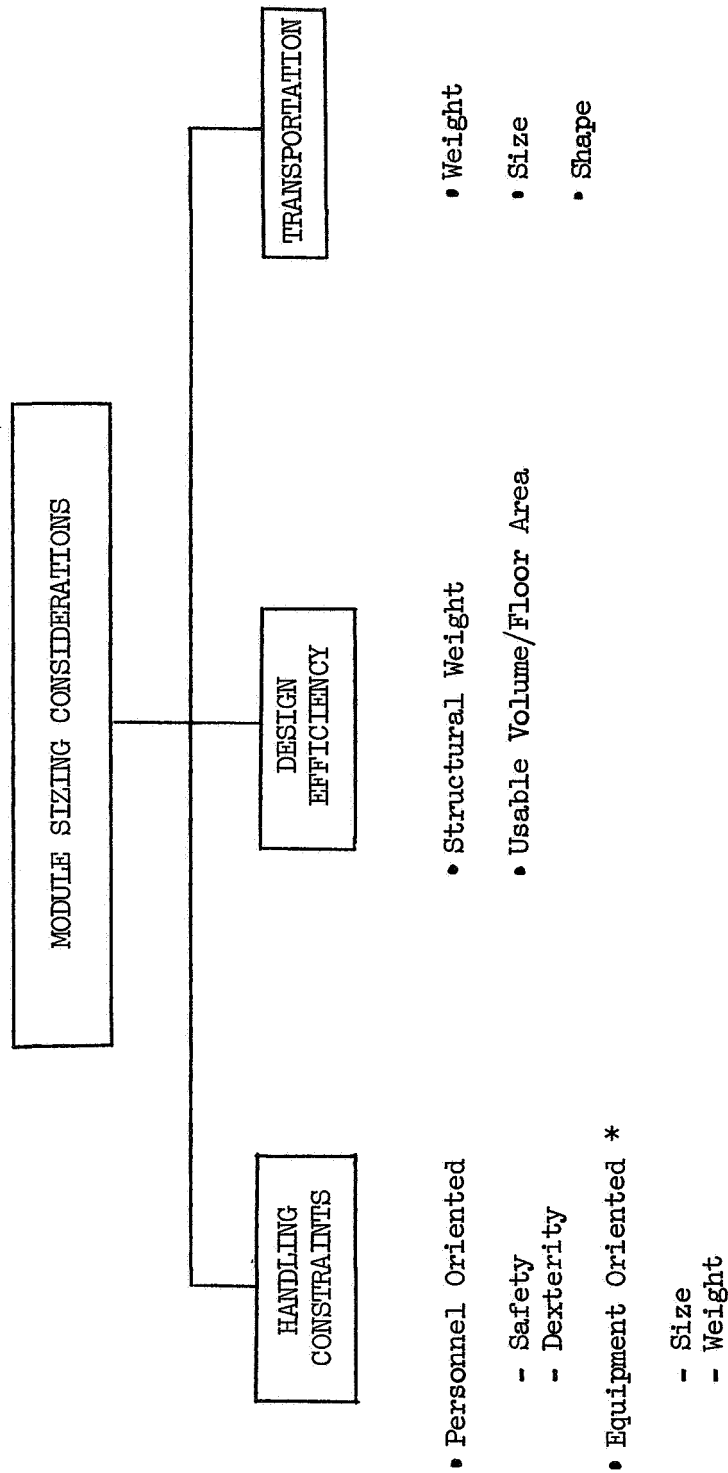 MODULE SIZING CONSIDERATIONS
HANDLING
CONSTRAINTS
• Personnel Oriented
- Safety
- Dexterity
• Equipment Oriented *
- Size
- Weight
DESIGN
EFFICIENCY
• Structural Weight
• Usable Volume/Floor Area
TRANSPORTATION
• Weight
• Size
• Shape